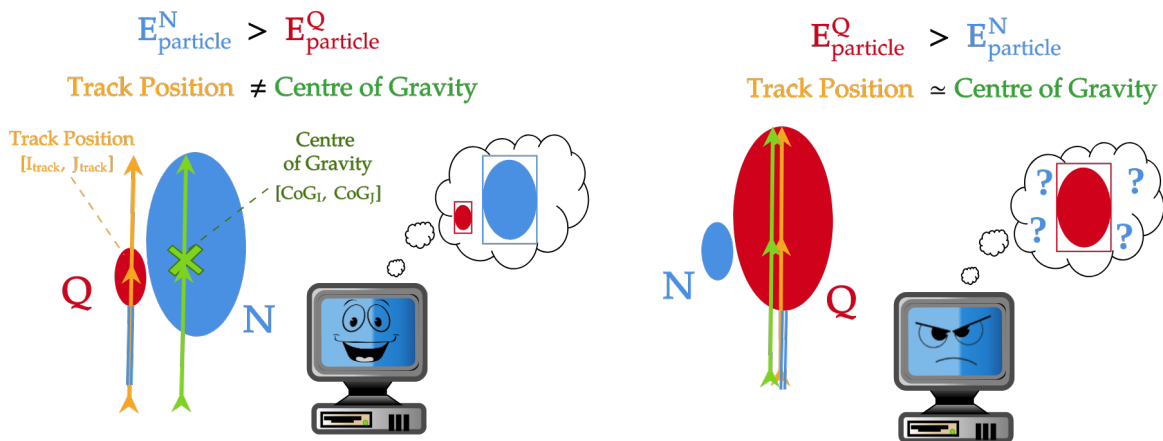 E^N_particle > E^Q_particle
Track Position ≠ Centre of Gravity
Track Position
[I_track, J_track]
Centre
of Gravity
[CoG_I, CoG_J]
Q
N
E^Q_particle > E^N_particle
Track Position ≃ Centre of Gravity
? ?
? ?
N
Q